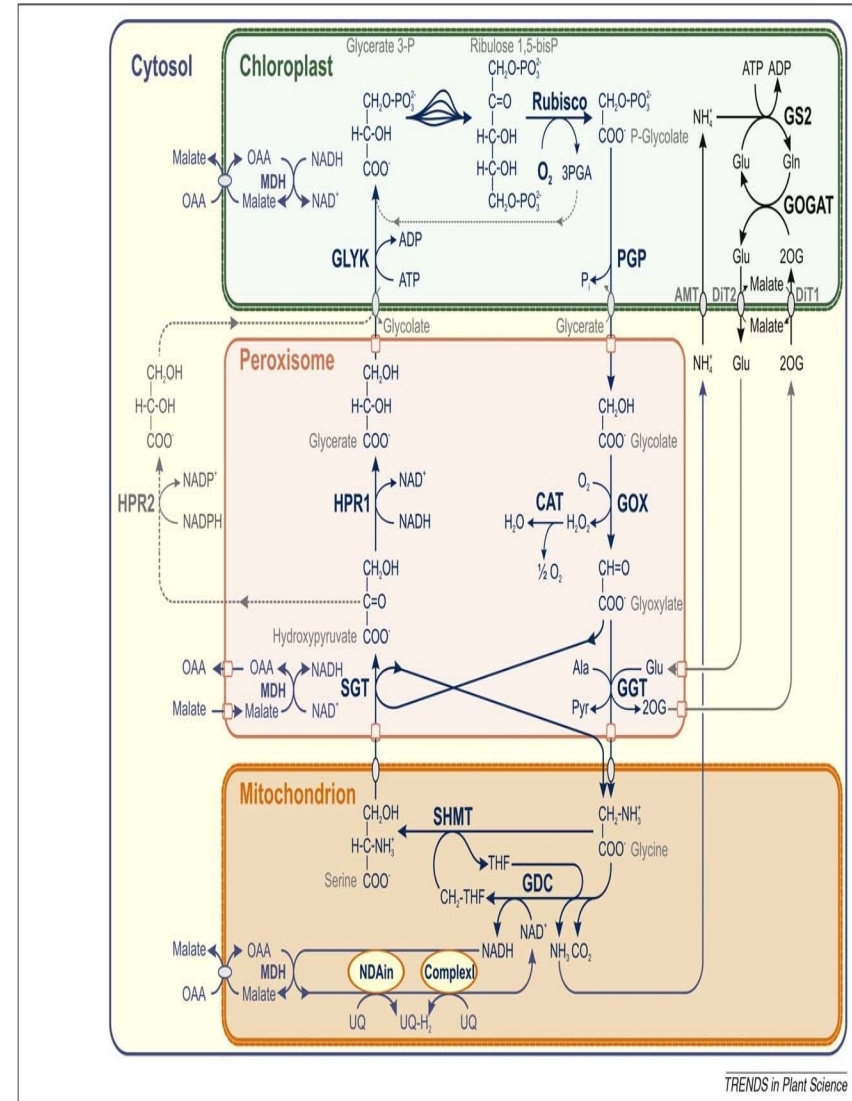 Cytosol
Chloroplast
Glycerate 3-P
Ribulose 1,5-bisP
CH₂O-PO₃²⁻
H-C-OH
COO⁻
CH₂O-PO₃²⁻
C=O
H-C-OH
H-C-OH
CH₂O-PO₃²⁻
Rubisco
O₂ 3PGA
CH₂O-PO₃²⁻
COO⁻ P-Glycolate
ATP ADP
NH₄⁺
GS2
Glu Gln
GOGAT
Glu 2OG
Malate
OAA
OAA
Malate
MDH
NADH
NAD⁺
GLYK
ADP
ATP
PGP
Pᵢ
AMT DiT2 Malate DiT1
Malate
Glycolate
Glycerate
NH₄⁺ Glu 2OG
Peroxisome
CH₂OH
H-C-OH
COO⁻
CH₂OH
H-C-OH
Glycerate COO⁻
CH₂OH
COO⁻ Glycolate
HPR2
NADP⁺
NADPH
HPR1
NAD⁺
NADH
CAT
O₂
H₂O H₂O₂
½ O₂
GOX
CH₂OH
C=O
Hydroxypyruvate COO⁻
CH=O
COO⁻ Glyoxylate
OAA OAA NADH
MDH
Malate Malate NAD⁺
SGT
Ala Glu
GGT
Pyr 2OG
Mitochondrion
CH₂OH
H-C-NH₃⁺
Serine COO⁻
SHMT
CH₂-NH₃⁺
COO⁻ Glycine
THF
GDC
CH₂-THF
NAD⁺
NADH
NH₃ CO₂
Malate OAA
MDH
OAA Malate
NDAin
ComplexI
UQ UQ-H₂ UQ
TRENDS in Plant Science